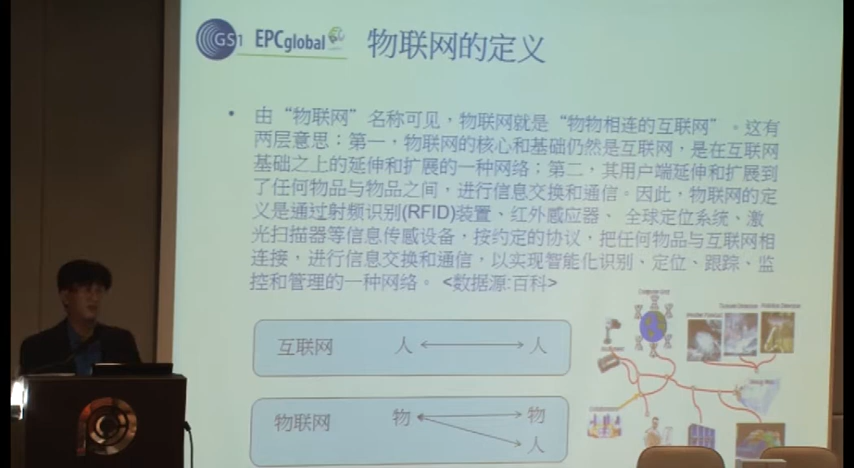 GS1 EPCglobal 物联网的定义
• 由“物联网”名称可见，物联网就是“物物相连的互联网”。这有
两层意思：第一，物联网的核心和基础仍然是互联网，是在互联网
基础之上的延伸和扩展的一种网络；第二，其用户端延伸和扩展到
了任何物品与物品之间，进行信息交换和通信。因此，物联网的定
义是通过射频识别(RFID)装置、红外感应器、全球定位系统、激
光扫描器等信息传感设备，按约定的协议，把任何物品与互联网相
连接，进行信息交换和通信，以实现智能化识别、定位、跟踪、监
控和管理的一种网络。 <数据源:百科>
互联网 人 人
物联网 物 物
人